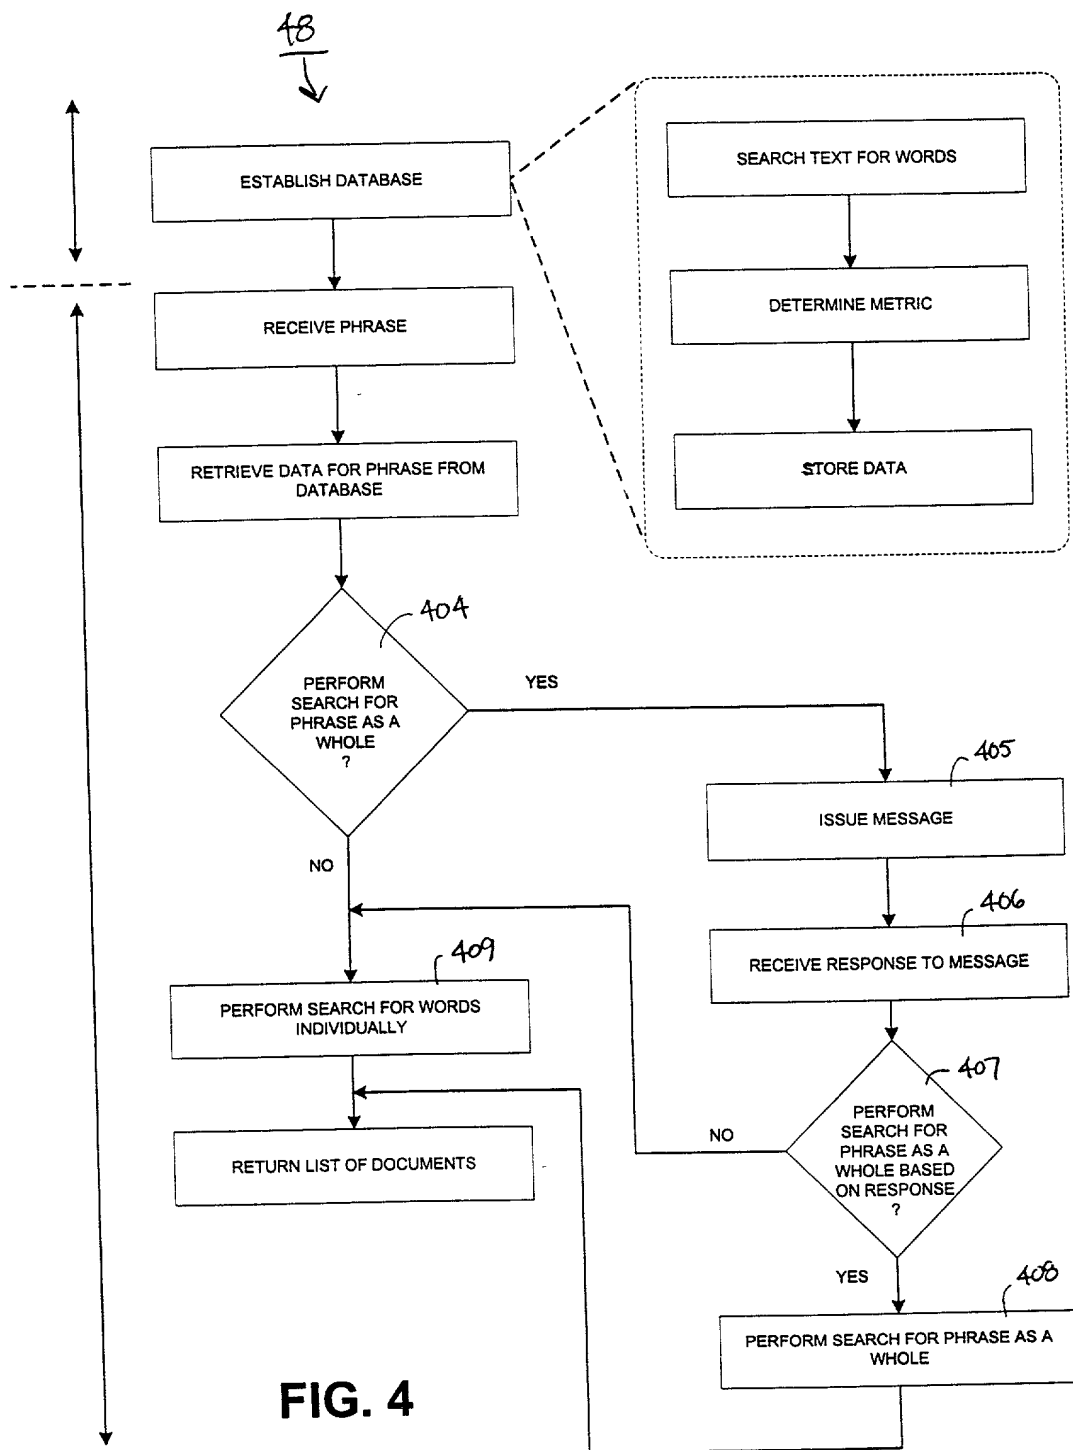 48
ESTABLISH DATABASE
SEARCH TEXT FOR WORDS
DETERMINE METRIC
STORE DATA
RECEIVE PHRASE
RETRIEVE DATA FOR PHRASE FROM
DATABASE
404
PERFORM
SEARCH FOR
PHRASE AS A
WHOLE
?
YES
NO
405
ISSUE MESSAGE
406
RECEIVE RESPONSE TO MESSAGE
409
PERFORM SEARCH FOR WORDS
INDIVIDUALLY
407
PERFORM
SEARCH FOR
PHRASE AS A
WHOLE BASED
ON RESPONSE
?
NO
YES
RETURN LIST OF DOCUMENTS
408
PERFORM SEARCH FOR PHRASE AS A
WHOLE
FIG. 4